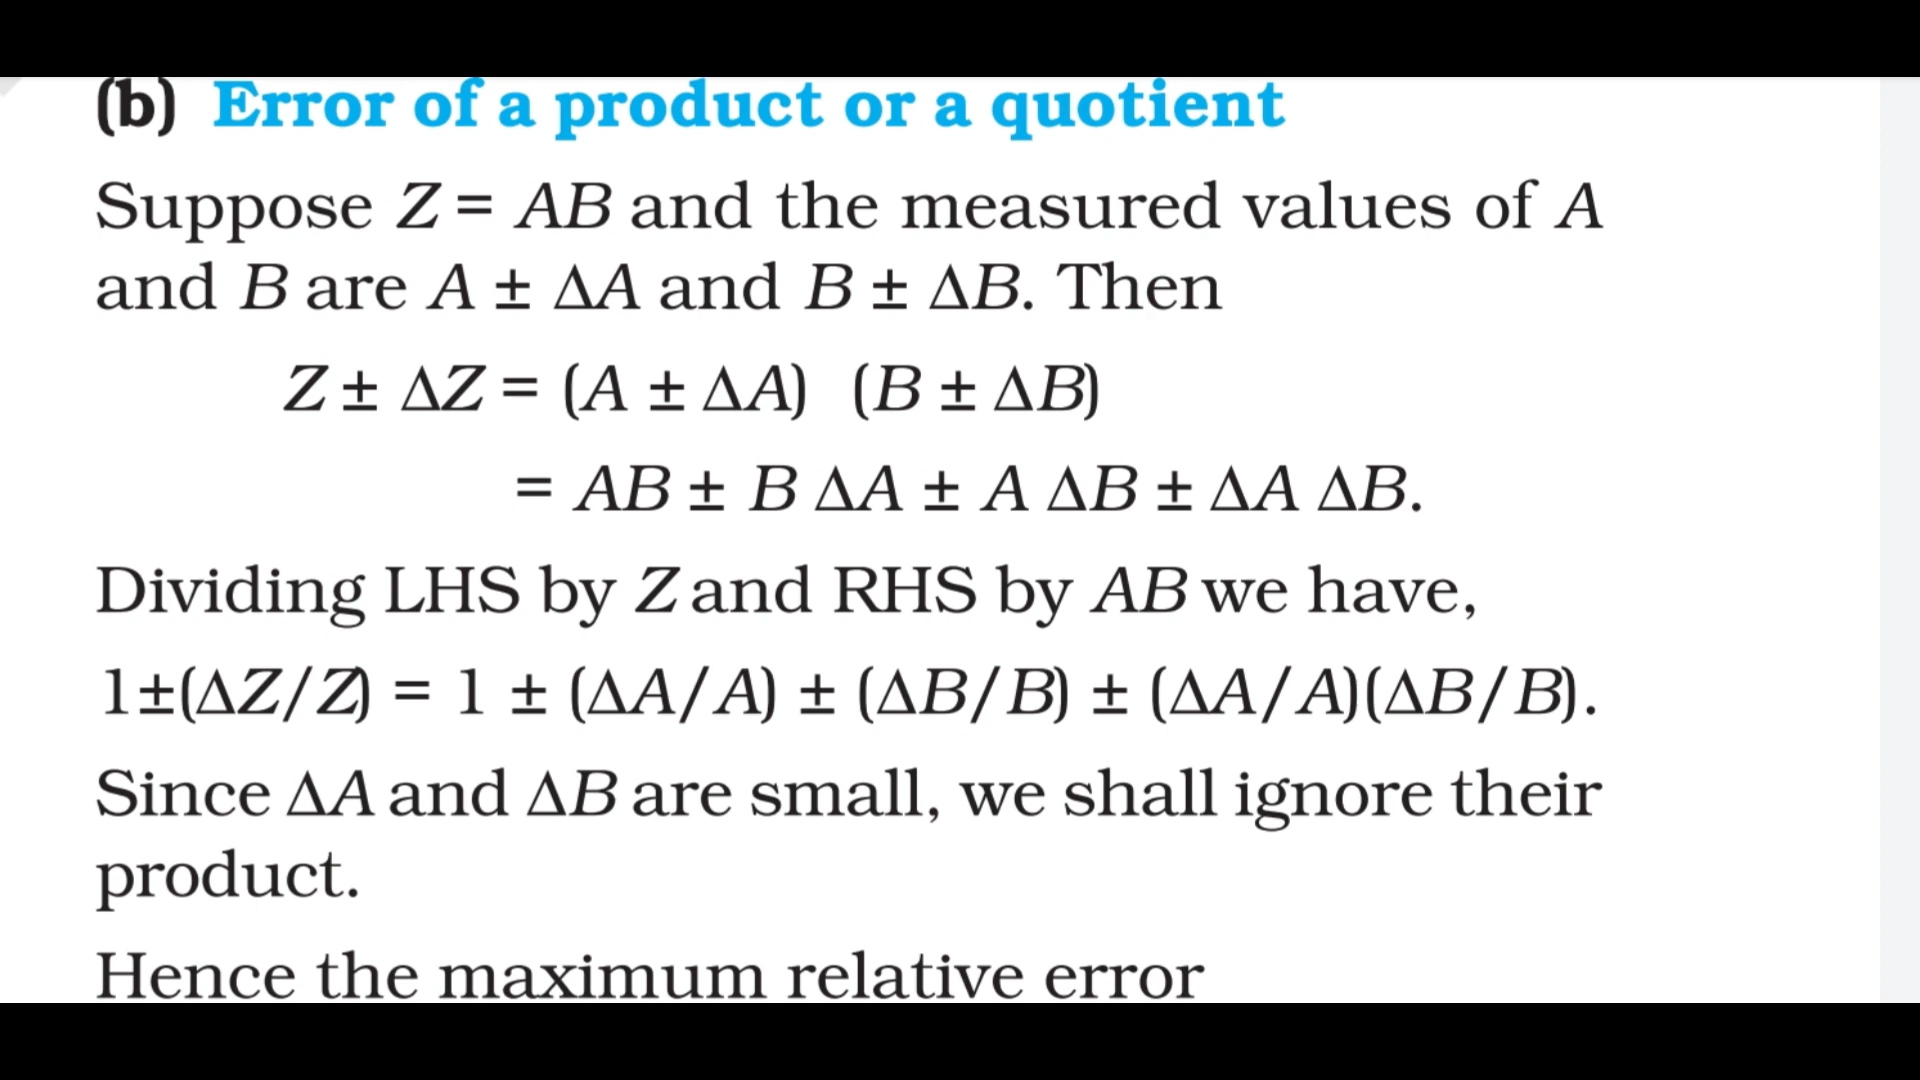 (b) Error of a product or a quotient
Suppose Z = AB and the measured values of A
and B are A ± ΔA and B ± ΔB. Then
Z ± ΔZ = (A ± ΔA) (B ± ΔB)
= AB ± B ΔA ± A ΔB ± ΔA ΔB.
Dividing LHS by Z and RHS by AB we have,
1±(ΔZ/Z) = 1 ± (ΔA/A) ± (ΔB/B) ± (ΔA/A)(ΔB/B).
Since ΔA and ΔB are small, we shall ignore their
product.
Hence the maximum relative error